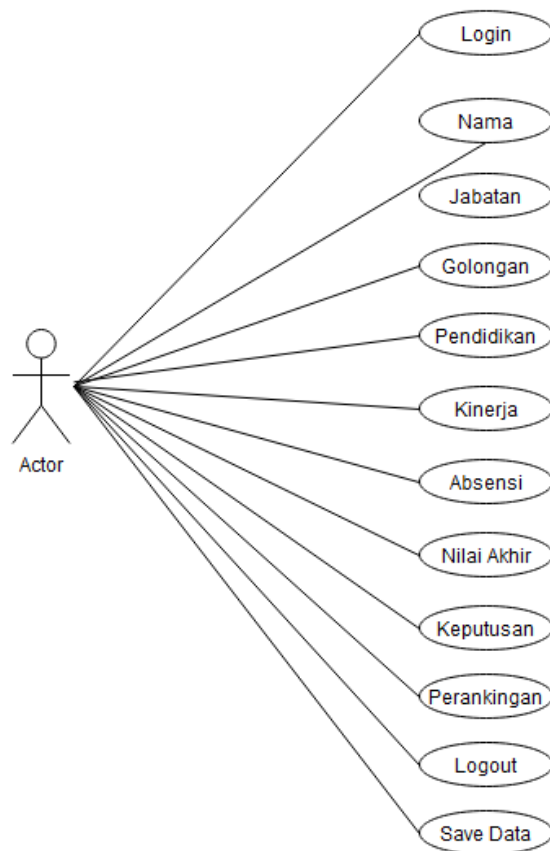 Login
Nama
Jabatan
Golongan
Pendidikan
Kinerja
Actor
Absensi
Nilai Akhir
Keputusan
Perankingan
Logout
Save Data